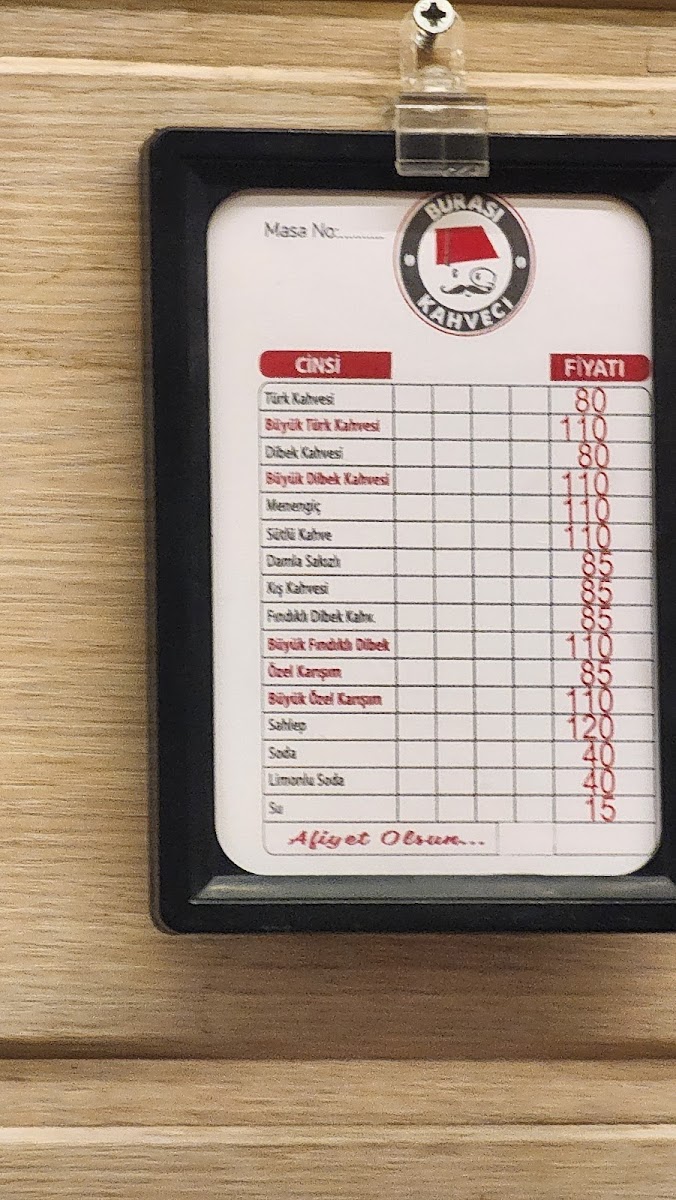 Masa No:..........
BURASI
KAHVECİ
CİNSİ FİYATI
Türk Kahvesi 80
Büyük Türk Kahvesi 110
Dibek Kahvesi 80
Büyük Dibek Kahvesi 110
Menengiç 110
Sütlü Kahve 110
Damla Sakızlı 85
Kış Kahvesi 85
Fındıklı Dibek Kahv. 85
Büyük Fındıklı Dibek 110
Özel Karışım 85
Büyük Özel Karışım 110
Sahlep 120
Soda 40
Limonlu Soda 40
Su 15
Afiyet Olsun...